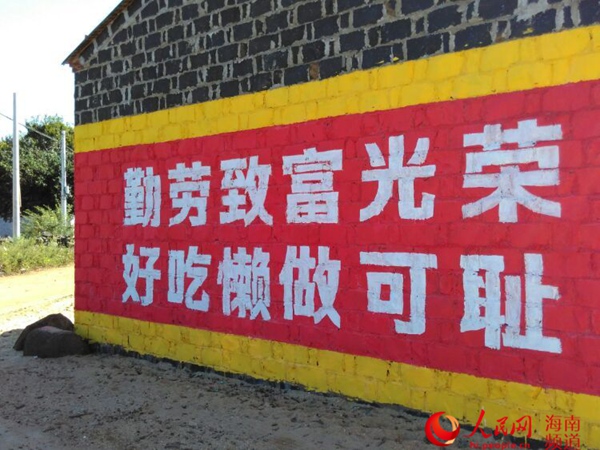 勤劳致富光荣
好吃懒做可耻
人民网
海南
频道